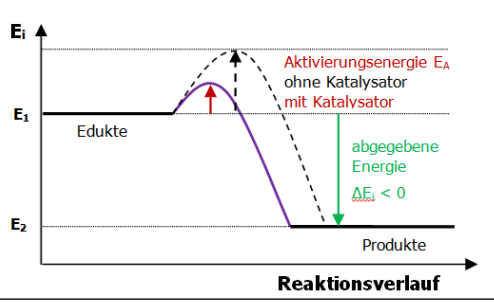 Ei
Aktivierungsenergie EA
ohne Katalysator
mit Katalysator
E1
Edukte
abgegebene
Energie
ΔEi < 0
E2
Produkte
Reaktionsverlauf